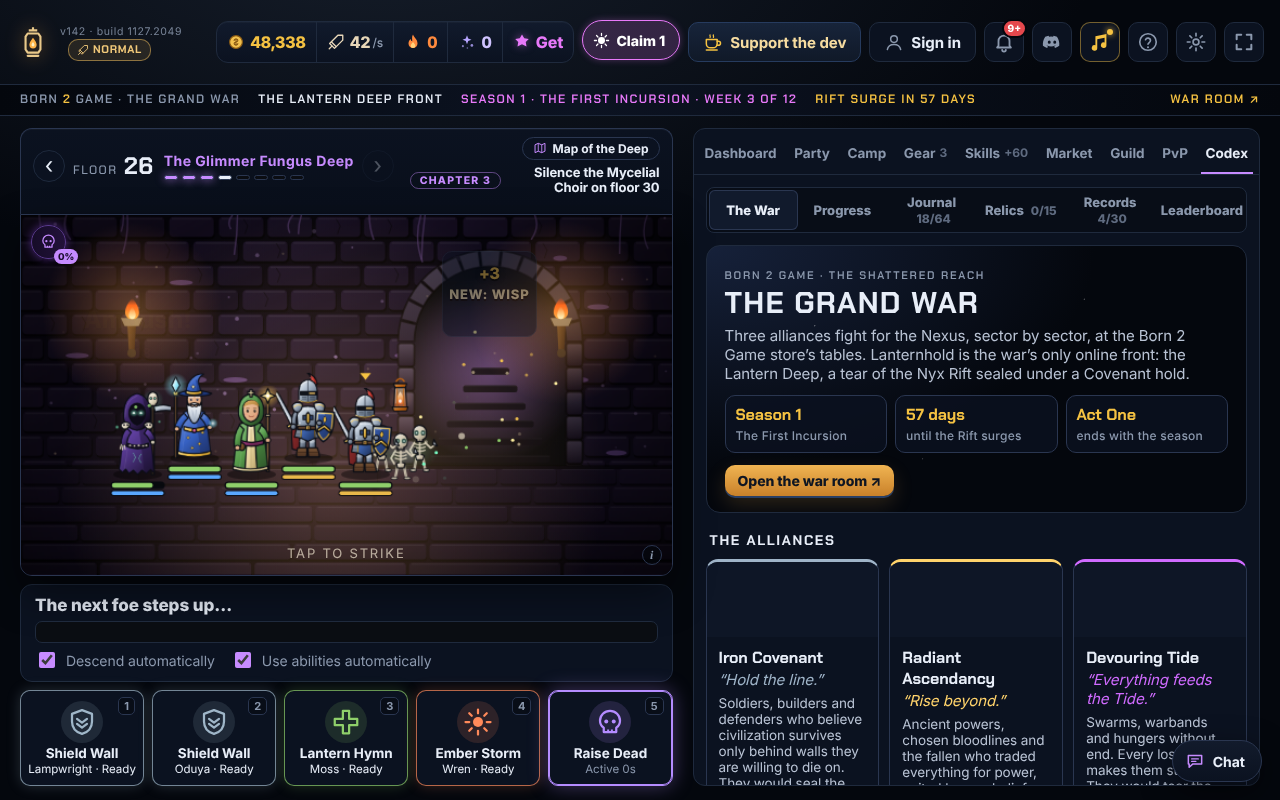 v142 · build 1127.2049
NORMAL
48,338
42 /s
0
0
Get
Claim 1
Support the dev
Sign in
9+
BORN 2 GAME · THE GRAND WAR
THE LANTERN DEEP FRONT
SEASON 1 · THE FIRST INCURSION · WEEK 3 OF 12
RIFT SURGE IN 57 DAYS
WAR ROOM ↗
FLOOR 26
The Glimmer Fungus Deep
CHAPTER 3
Map of the Deep
Silence the Mycelial
Choir on floor 30
0%
+3
NEW: WISP
TAP TO STRIKE
i
The next foe steps up…
Descend automatically
Use abilities automatically
1
Shield Wall
Lampwright · Ready
2
Shield Wall
Oduya · Ready
3
Lantern Hymn
Moss · Ready
4
Ember Storm
Wren · Ready
5
Raise Dead
Active 0s
Dashboard
Party
Camp
Gear 3
Skills +60
Market
Guild
PvP
Codex
The War
Progress
Journal
18/64
Relics 0/15
Records
4/30
Leaderboard
BORN 2 GAME · THE SHATTERED REACH
THE GRAND WAR
Three alliances fight for the Nexus, sector by sector, at the Born 2
Game store's tables. Lanternhold is the war's only online front: the
Lantern Deep, a tear of the Nyx Rift sealed under a Covenant hold.
Season 1
The First Incursion
57 days
until the Rift surges
Act One
ends with the season
Open the war room ↗
THE ALLIANCES
Iron Covenant
“Hold the line.”
Soldiers, builders and
defenders who believe
civilization survives
only behind walls they
are willing to die on.
They would seal the
Radiant
Ascendancy
“Rise beyond.”
Ancient powers,
chosen bloodlines and
the fallen who traded
everything for power,
Devouring Tide
“Everything feeds
the Tide.”
Swarms, warbands
and hungers without
end. Every
makes them
Chat